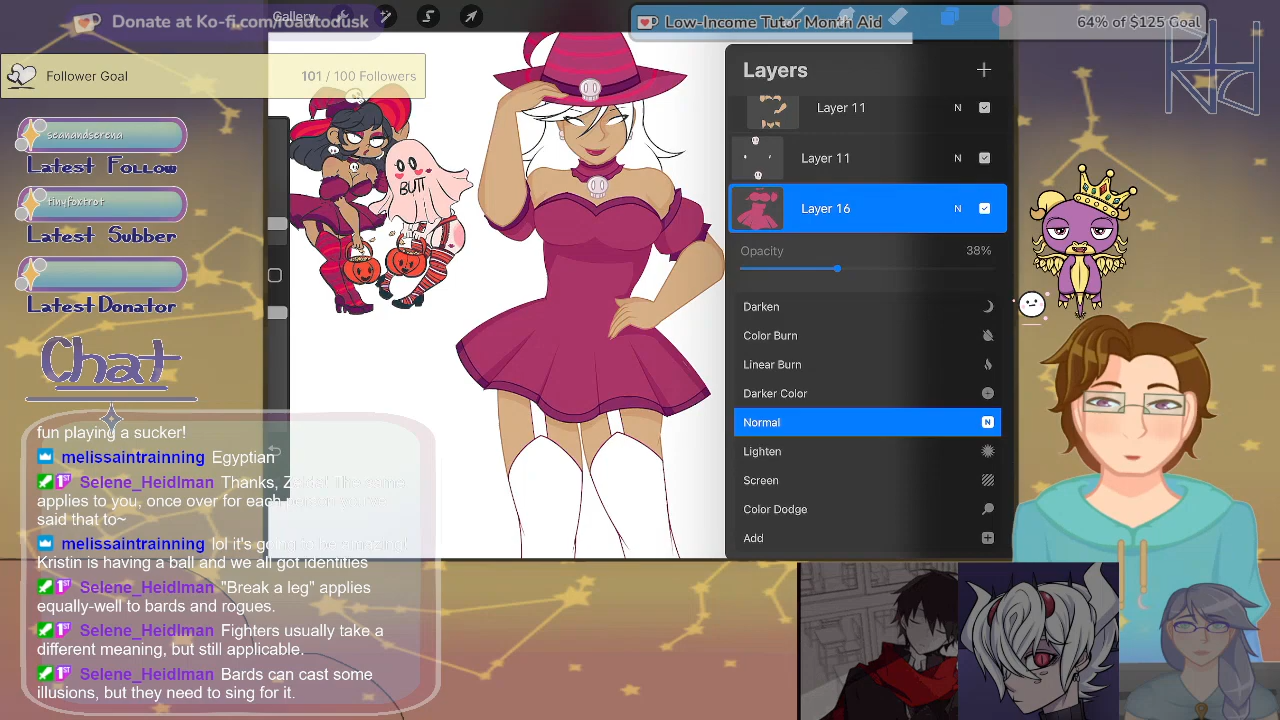 Donate at Ko-fi.com/roadtodusk
Gallery
Low-Income Tutor Month Aid
64% of $125 Goal
Follower Goal
101 / 100 Followers
seanandserena
Latest Follow
tinyfoxtrot
Latest Subber
Latest Donator
Chat
fun playing a sucker!
melissaintrainning Egyptian
Selene_Heidlman Thanks,
applies to you, once over for each
said that to~
melissaintrainning lol it's
Kristin is having a ball and we all got identities
Selene_Heidlman "Break a leg" applies
equally-well to bards and rogues.
Selene_Heidlman Fighters usually take a
different meaning, but still applicable.
Selene_Heidlman Bards can cast some
illusions, but they need to sing for it.
BUTT
Layers
Layer 11
N
Layer 11
N
Layer 16
N
Opacity
38%
Darken
Color Burn
Linear Burn
Darker Color
Normal
N
Lighten
Screen
Color Dodge
Add